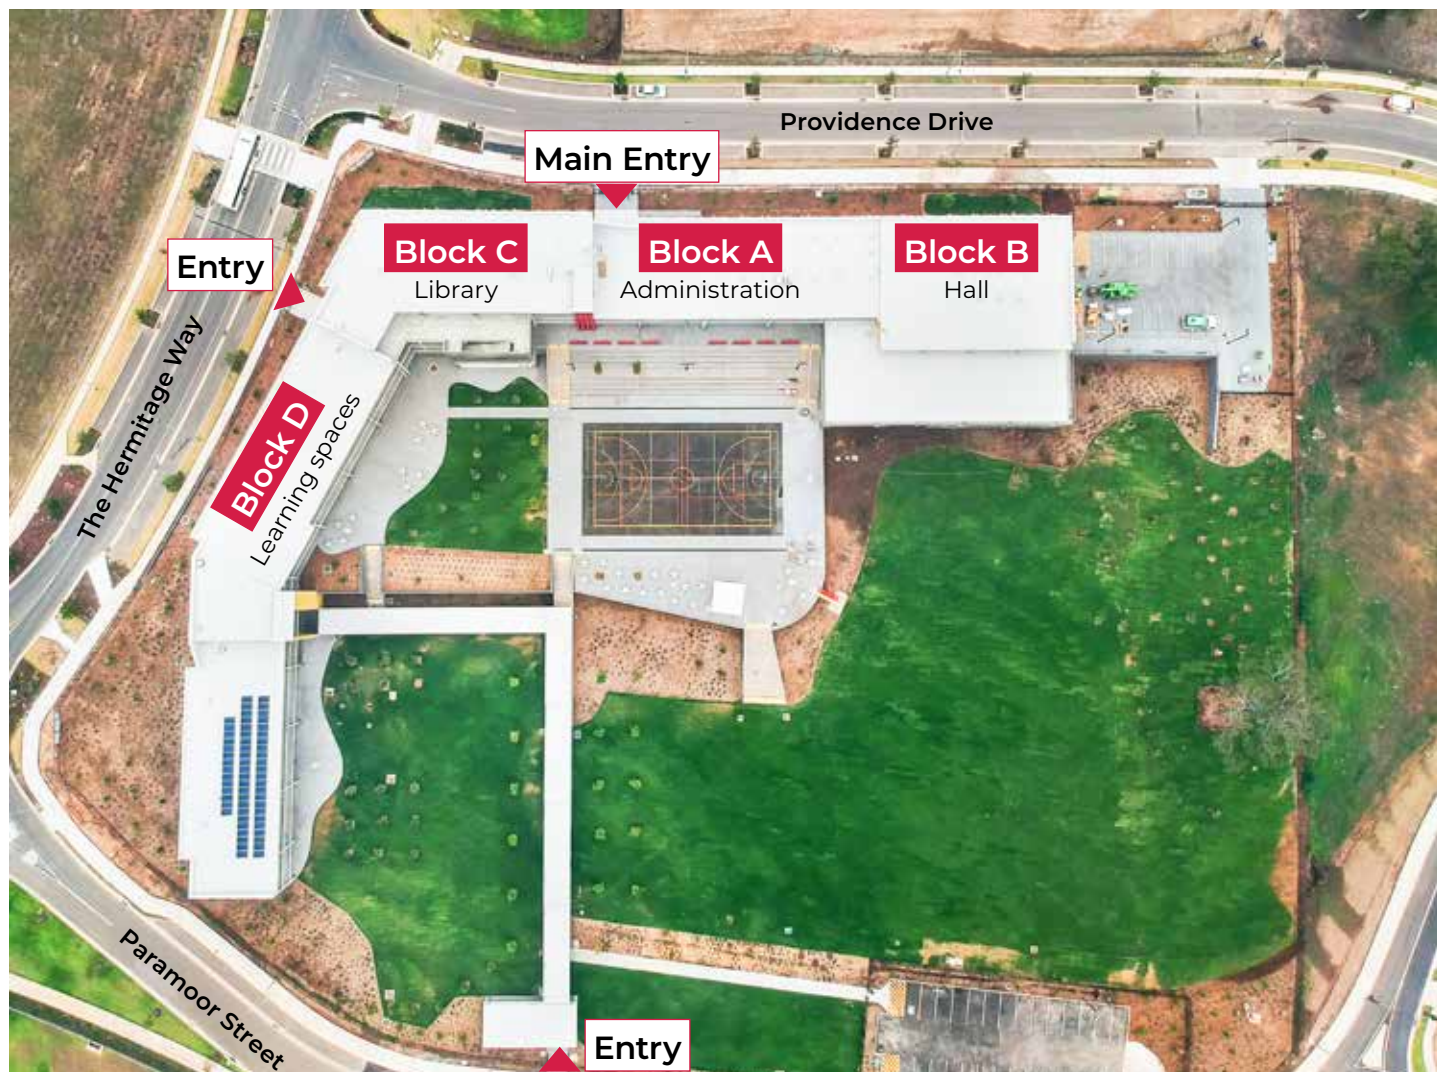 Providence Drive
Main Entry
Block C
Library
Block A
Administration
Block B
Hall
Entry
The Hermitage Way
Block D
Learning spaces
Paramoor Street
Entry